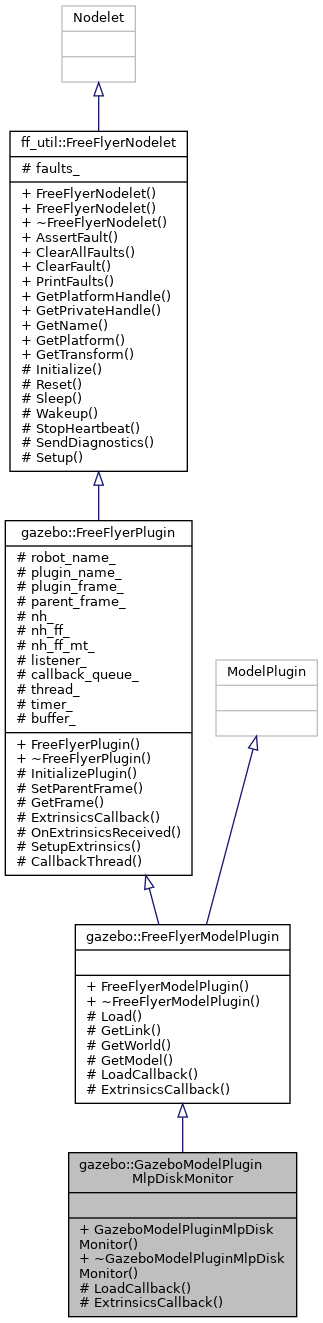 Nodelet
ff_util::FreeFlyerNodelet
# faults_
+ FreeFlyerNodelet()
+ FreeFlyerNodelet()
+ ~FreeFlyerNodelet()
+ AssertFault()
+ ClearAllFaults()
+ ClearFault()
+ PrintFaults()
+ GetPlatformHandle()
+ GetPrivateHandle()
+ GetName()
+ GetPlatform()
+ GetTransform()
# Initialize()
# Reset()
# Sleep()
# Wakeup()
# StopHeartbeat()
# SendDiagnostics()
# Setup()
gazebo::FreeFlyerPlugin
# robot_name_
# plugin_name_
# plugin_frame_
# parent_frame_
# nh_
# nh_ff_
# nh_ff_mt_
# listener_
# callback_queue_
# thread_
# timer_
# buffer_
+ FreeFlyerPlugin()
+ ~FreeFlyerPlugin()
# InitializePlugin()
# SetParentFrame()
# GetFrame()
# ExtrinsicsCallback()
# OnExtrinsicsReceived()
# SetupExtrinsics()
# CallbackThread()
ModelPlugin
gazebo::FreeFlyerModelPlugin
+ FreeFlyerModelPlugin()
+ ~FreeFlyerModelPlugin()
# Load()
# GetLink()
# GetWorld()
# GetModel()
# LoadCallback()
# ExtrinsicsCallback()
gazebo::GazeboModelPlugin
MlpDiskMonitor
+ GazeboModelPluginMlpDisk
Monitor()
+ ~GazeboModelPluginMlpDisk
Monitor()
# LoadCallback()
# ExtrinsicsCallback()